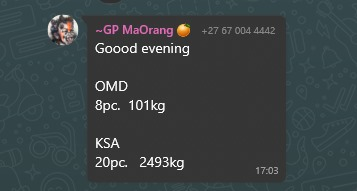 ~GP MaOrang 🍊 +27 67 004 4442
Goood evening
OMD
8pc. 101kg
KSA
20pc. 2493kg
17:03